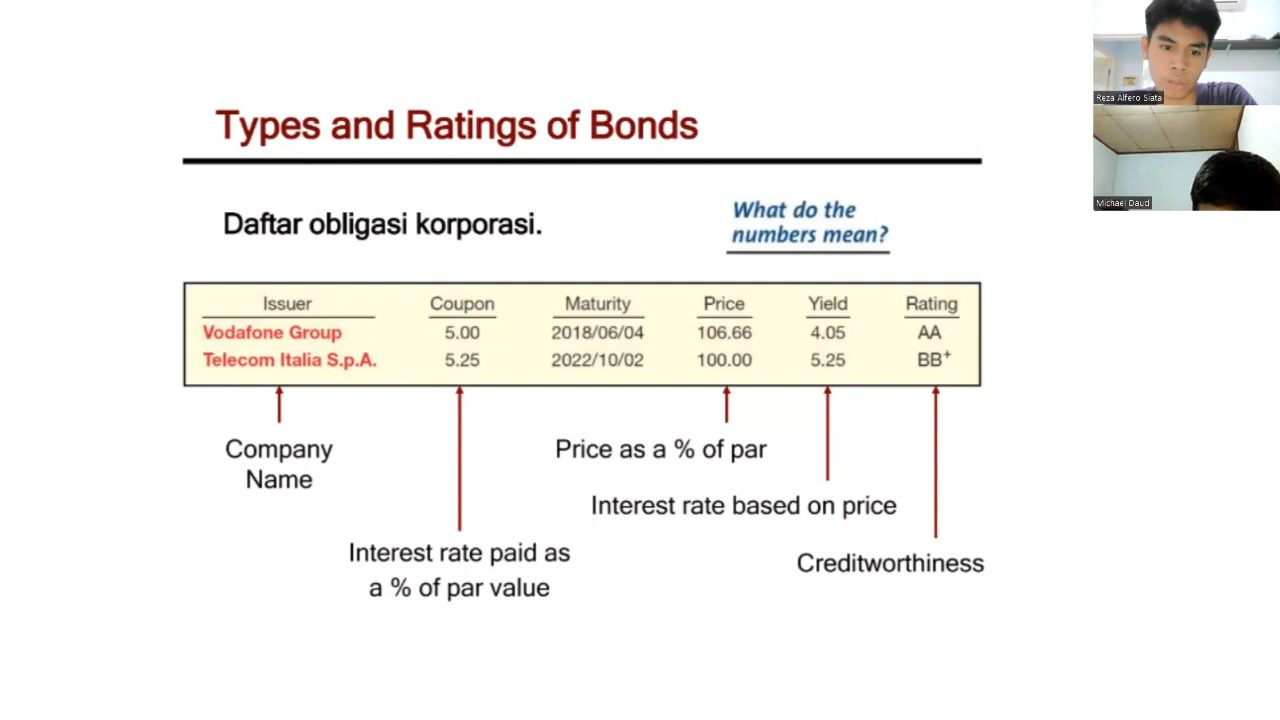 Types and Ratings of Bonds
Daftar obligasi korporasi.
What do the
numbers mean?
Issuer Coupon Maturity Price Yield Rating
Vodafone Group 5.00 2018/06/04 106.66 4.05 AA
Telecom Italia S.p.A. 5.25 2022/10/02 100.00 5.25 BB+
Company
Name
Price as a % of par
Interest rate based on price
Interest rate paid as
a % of par value
Creditworthiness
Reza Alfero Siata
Michael Daud